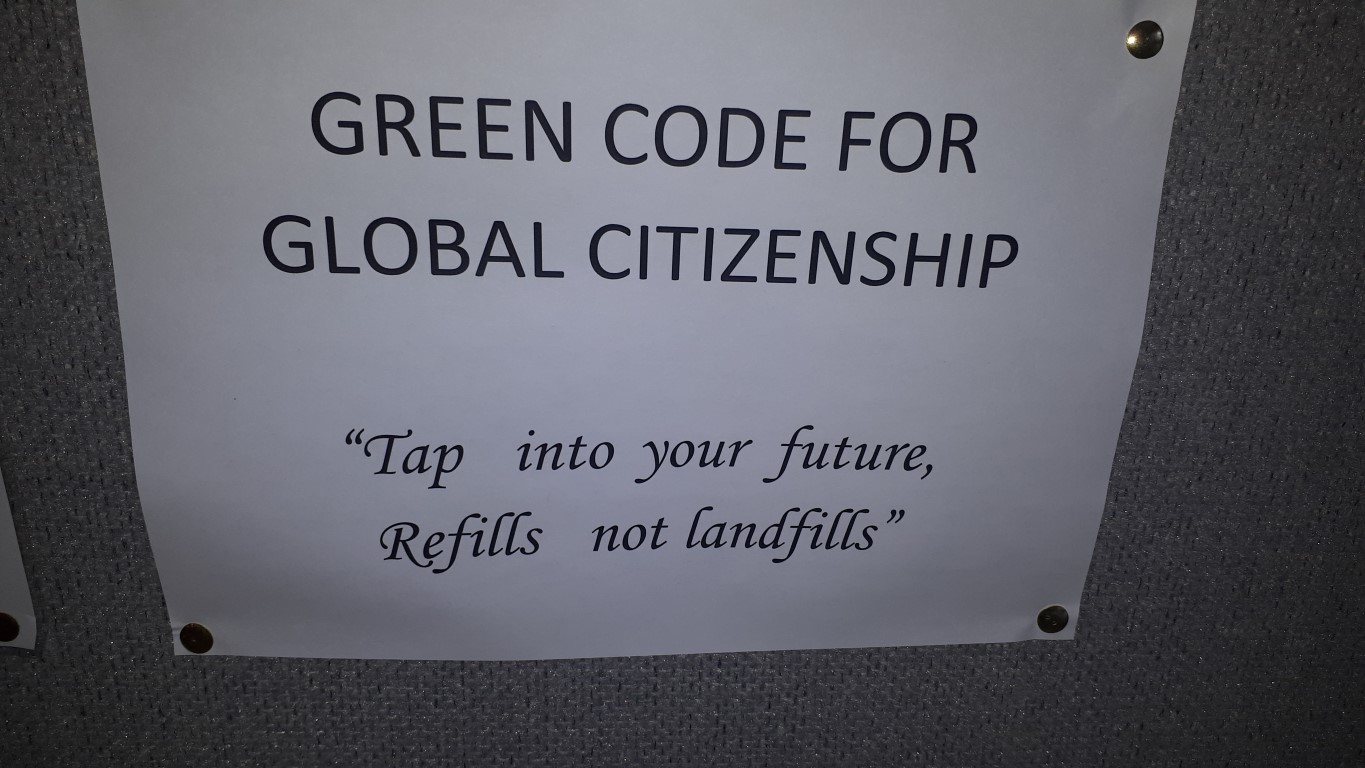 GREEN CODE FOR
GLOBAL CITIZENSHIP
“Tap into your future,
Refills not landfills”